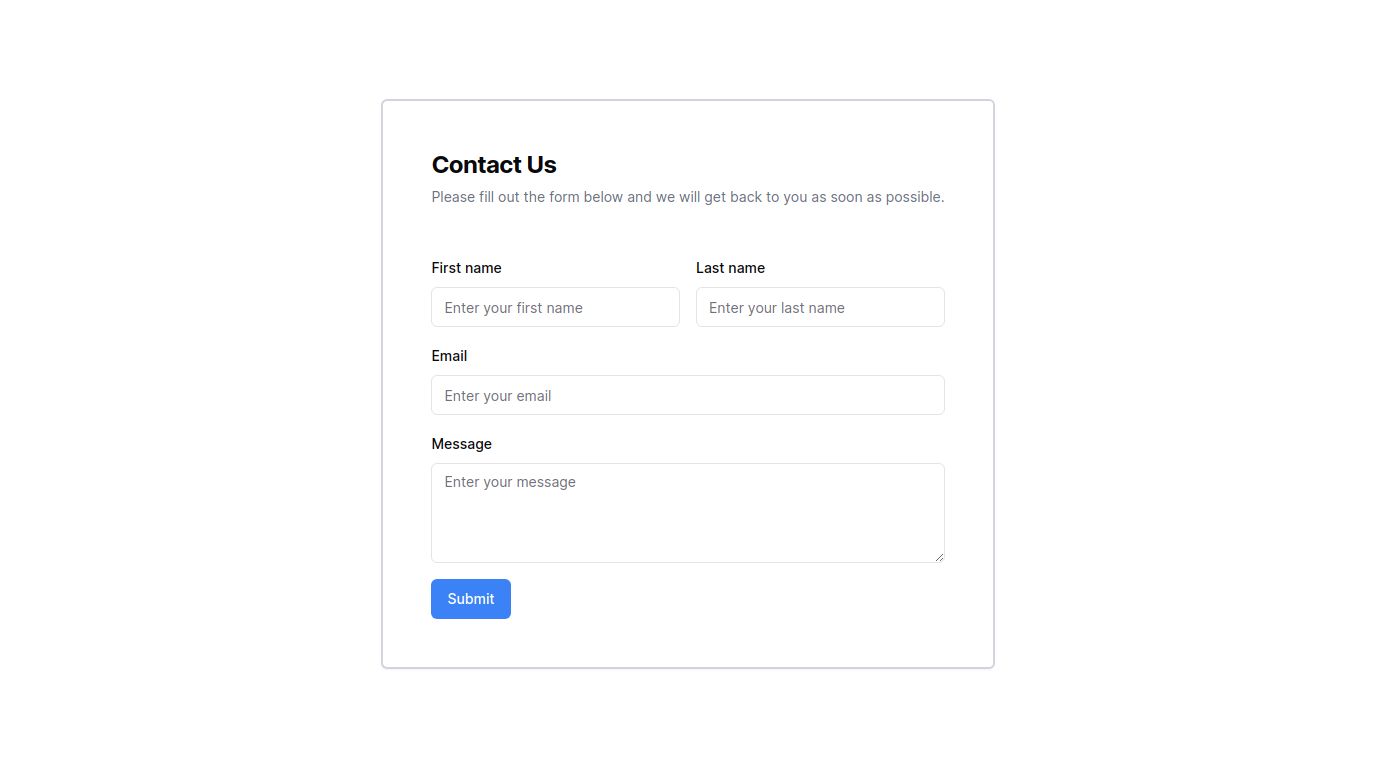 Contact Us
Please fill out the form below and we will get back to you as soon as possible.
First name
Last name
Enter your first name
Enter your last name
Email
Enter your email
Message
Enter your message
Submit